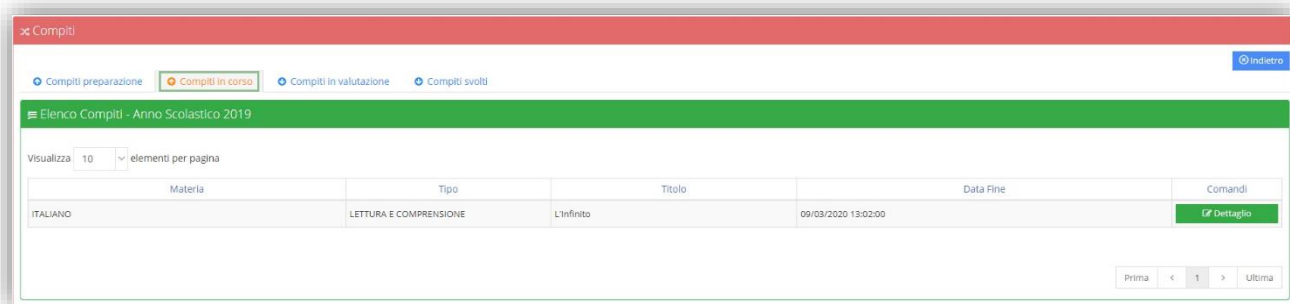 Compiti
Indietro
Compiti preparazione Compiti in corso Compiti in valutazione Compiti svolti
Elenco Compiti - Anno Scolastico 2019
Visualizza 10 elementi per pagina
Materia Tipo Titolo Data Fine Comandi
ITALIANO LETTURA E COMPRENSIONE L'Infinito 09/03/2020 13:02:00 Dettaglio
Prima < 1 > Ultima